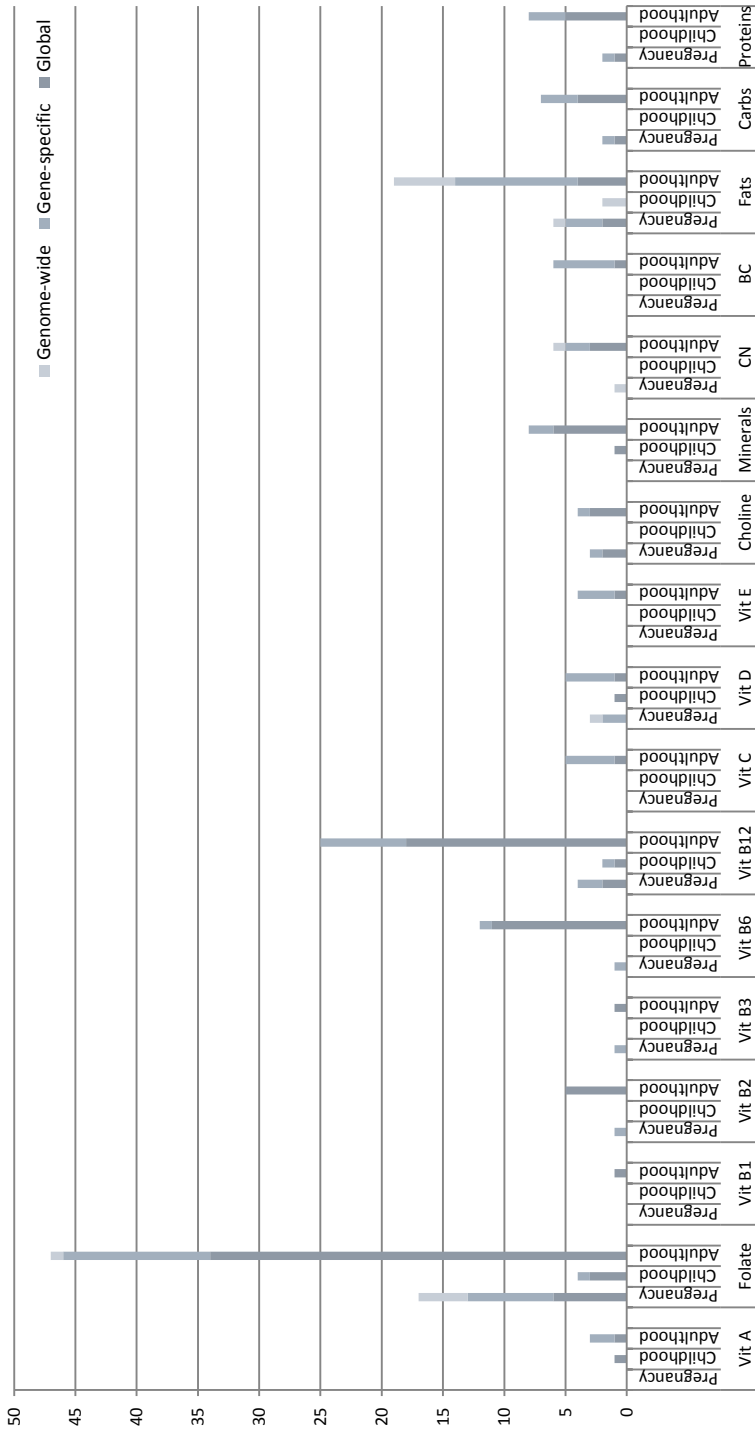 50
Genome-wide Gene-specific Global
45
40
35
30
25
20
15
10
5
0
Pregnancy
Childhood
Adulthood
Pregnancy
Childhood
Adulthood
Pregnancy
Childhood
Adulthood
Pregnancy
Childhood
Adulthood
Pregnancy
Childhood
Adulthood
Pregnancy
Childhood
Adulthood
Pregnancy
Childhood
Adulthood
Pregnancy
Childhood
Adulthood
Pregnancy
Childhood
Adulthood
Pregnancy
Childhood
Adulthood
Pregnancy
Childhood
Adulthood
Pregnancy
Childhood
Adulthood
Pregnancy
Childhood
Adulthood
Pregnancy
Childhood
Adulthood
Pregnancy
Childhood
Adulthood
Pregnancy
Childhood
Adulthood
Pregnancy
Childhood
Adulthood
Vit A Folate Vit B1 Vit B2 Vit B3 Vit B6 Vit B12 Vit C Vit D Vit E Choline Minerals CN BC Fats Carbs Proteins